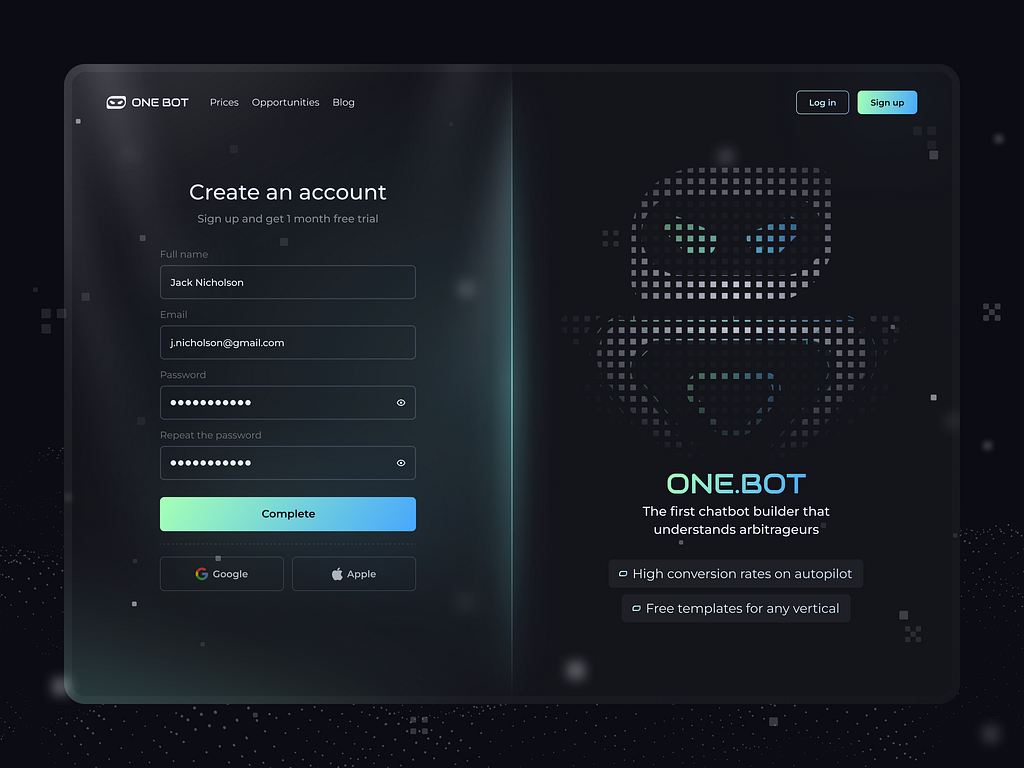 ONE BOT Prices Opportunities Blog
Log in Sign up
Create an account
Sign up and get 1 month free trial
Full name
Jack Nicholson
Email
j.nicholson@gmail.com
Password
●●●●●●●●●●●
Repeat the password
●●●●●●●●●●●
Complete
Google Apple
ONE.BOT
The first chatbot builder that
understands arbitrageurs
High conversion rates on autopilot
Free templates for any vertical